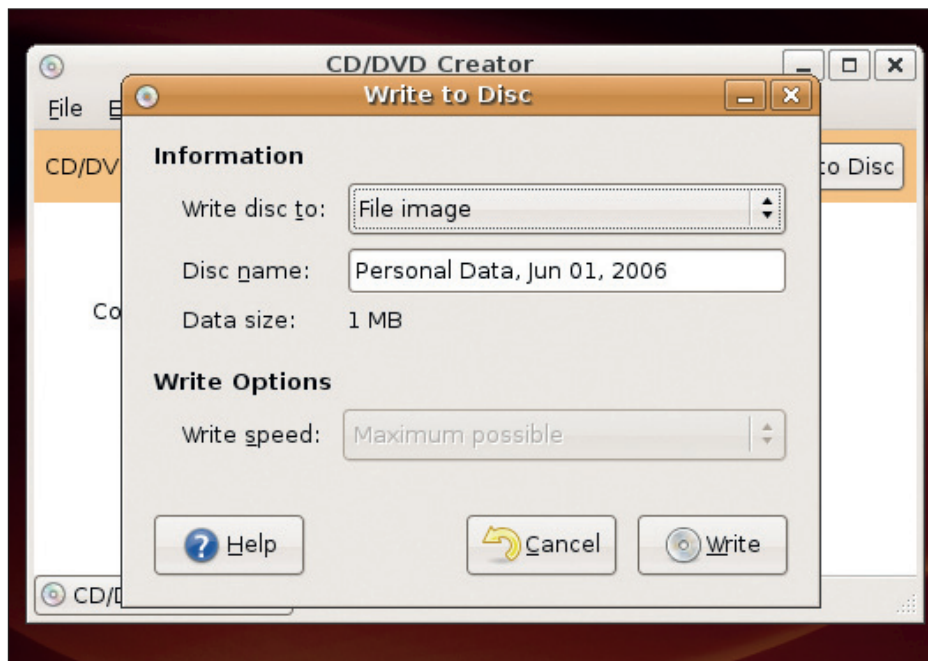 CD/DVD Creator
Write to Disc
File E
CD/DV to Disc
Information
Write disc to: File image
Disc name: Personal Data, Jun 01, 2006
Co
Data size: 1 MB
Write Options
Write speed: Maximum possible
Help Cancel Write
CD/D